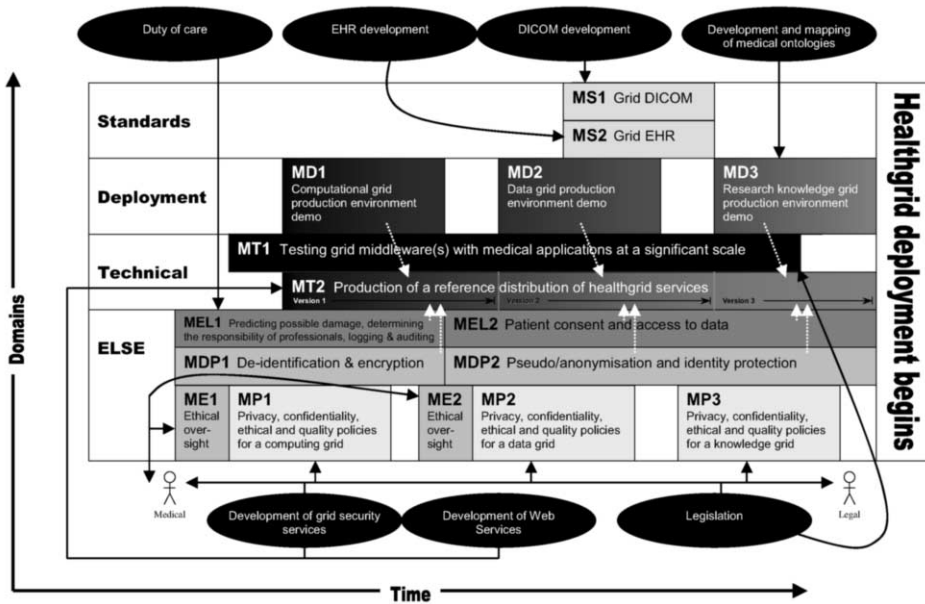 Duty of care
EHR development
DICOM development
Development and mapping
of medical ontologies
Standards
MS1 Grid DICOM
MS2 Grid EHR
Deployment
MD1
Computational grid
production environment
demo
MD2
Data grid production
environment demo
MD3
Research knowledge grid
production environment
demo
Technical
MT1 Testing grid middleware(s) with medical applications at a significant scale
MT2 Production of a reference distribution of healthgrid services
Version 1
Version 2
Version 3
ELSE
MEL1 Predicting possible damage, determining
the responsibility of professionals, logging & auditing
MEL2 Patient consent and access to data
MDP1 De-identification & encryption
MDP2 Pseudo/anonymisation and identity protection
ME1
Ethical
over-
sight
MP1
Privacy, confidentiality,
ethical and quality policies
for a computing grid
ME2
Ethical
over-
sight
MP2
Privacy, confidentiality,
ethical and quality policies
for a data grid
MP3
Privacy, confidentiality,
ethical and quality policies
for a knowledge grid
Medical
Legal
Development of grid security
services
Development of Web
Services
Legislation
Domains
Time
Healthgrid deployment begins